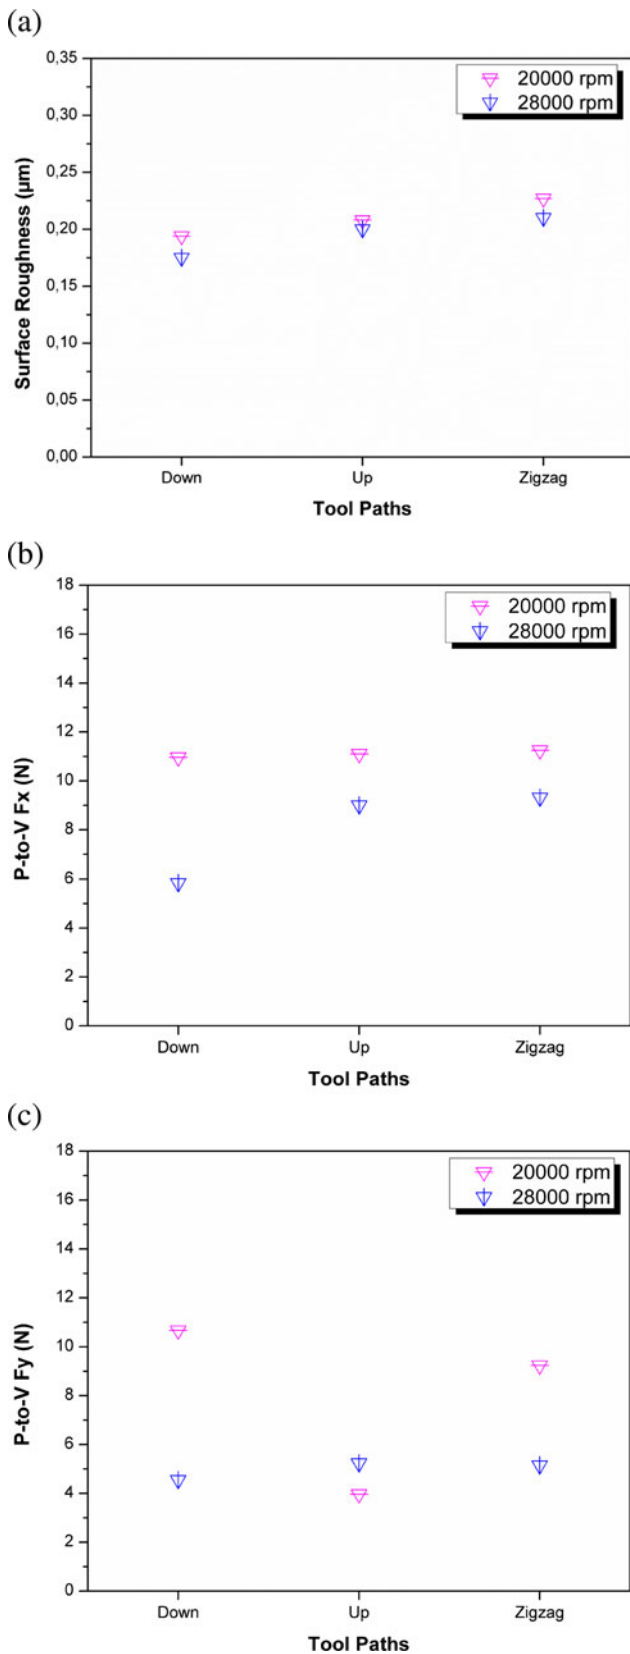 (a)
0,35
0,30
0,25
0,20
0,15
0,10
0,05
0,00
Surface Roughness (µm)
20000 rpm
28000 rpm
Down Up Zigzag
Tool Paths
(b)
18
16
14
12
10
8
6
4
2
0
P-to-V Fx (N)
20000 rpm
28000 rpm
Down Up Zigzag
Tool Paths
(c)
18
16
14
12
10
8
6
4
2
0
P-to-V Fy (N)
20000 rpm
28000 rpm
Down Up Zigzag
Tool Paths